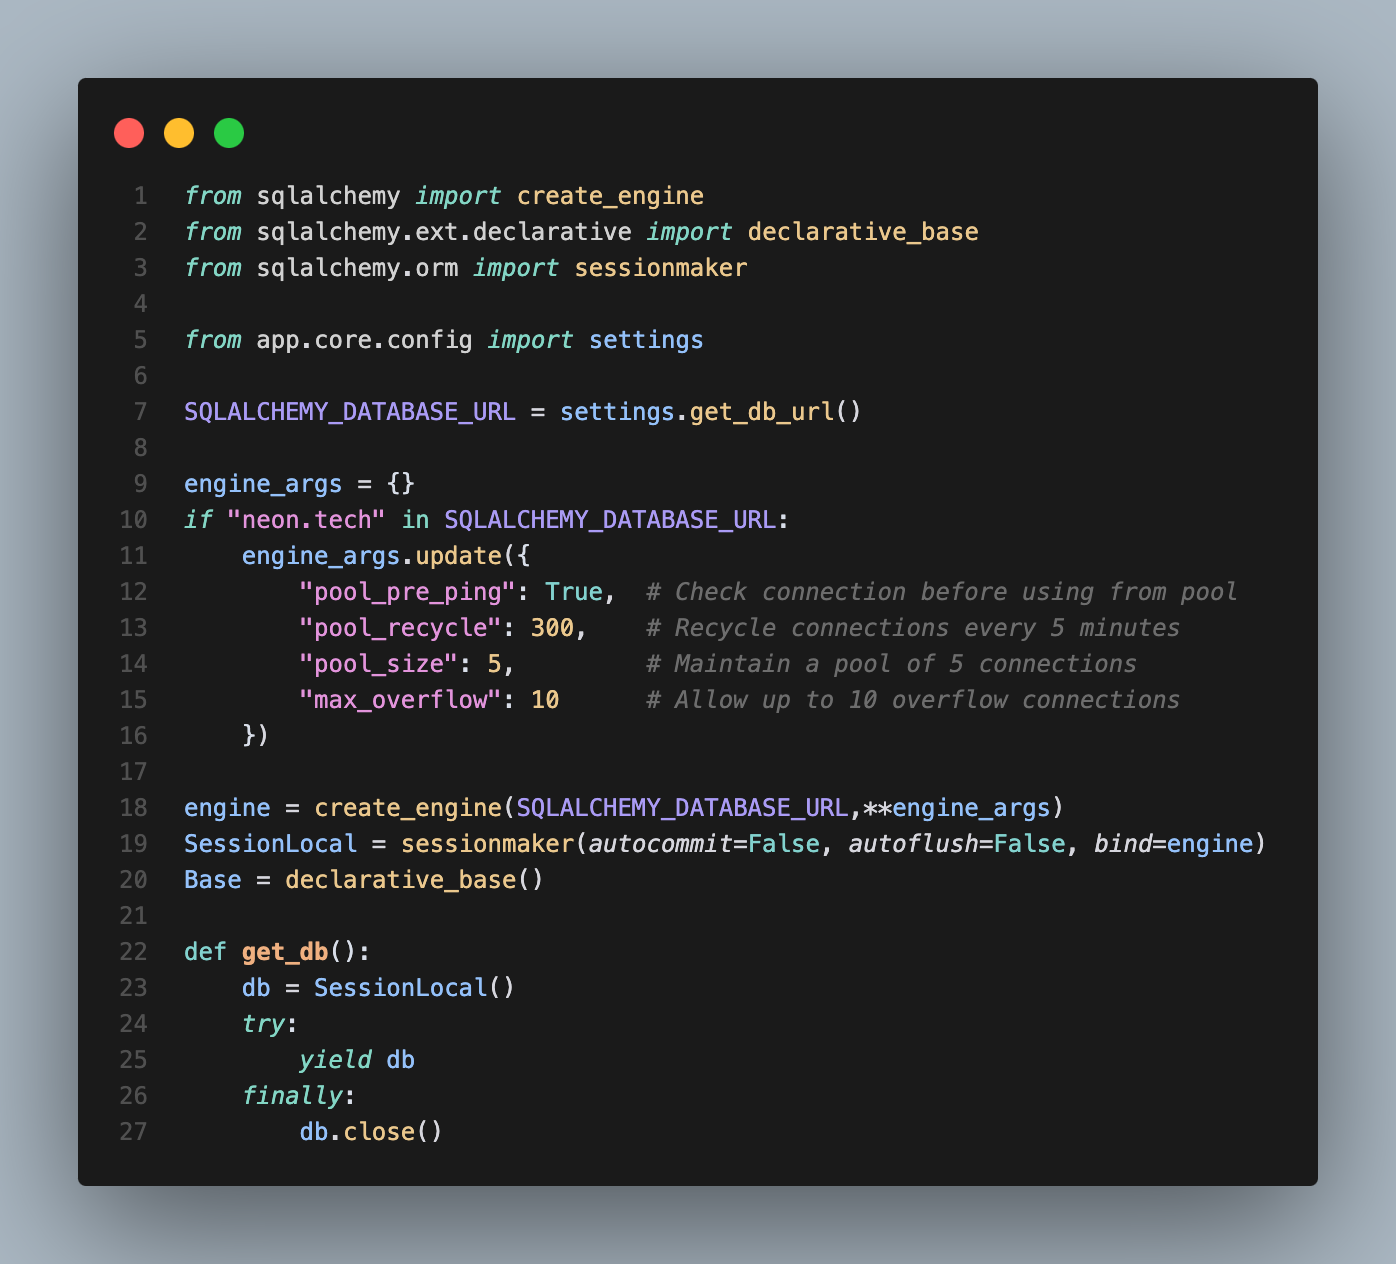 1 from sqlalchemy import create_engine
2 from sqlalchemy.ext.declarative import declarative_base
3 from sqlalchemy.orm import sessionmaker
4
5 from app.core.config import settings
6
7 SQLALCHEMY_DATABASE_URL = settings.get_db_url()
8
9 engine_args = {}
10 if "neon.tech" in SQLALCHEMY_DATABASE_URL:
11     engine_args.update({
12         "pool_pre_ping": True,  # Check connection before using from pool
13         "pool_recycle": 300,    # Recycle connections every 5 minutes
14         "pool_size": 5,         # Maintain a pool of 5 connections
15         "max_overflow": 10      # Allow up to 10 overflow connections
16     })
17
18 engine = create_engine(SQLALCHEMY_DATABASE_URL,**engine_args)
19 SessionLocal = sessionmaker(autocommit=False, autoflush=False, bind=engine)
20 Base = declarative_base()
21
22 def get_db():
23     db = SessionLocal()
24     try:
25         yield db
26     finally:
27         db.close()